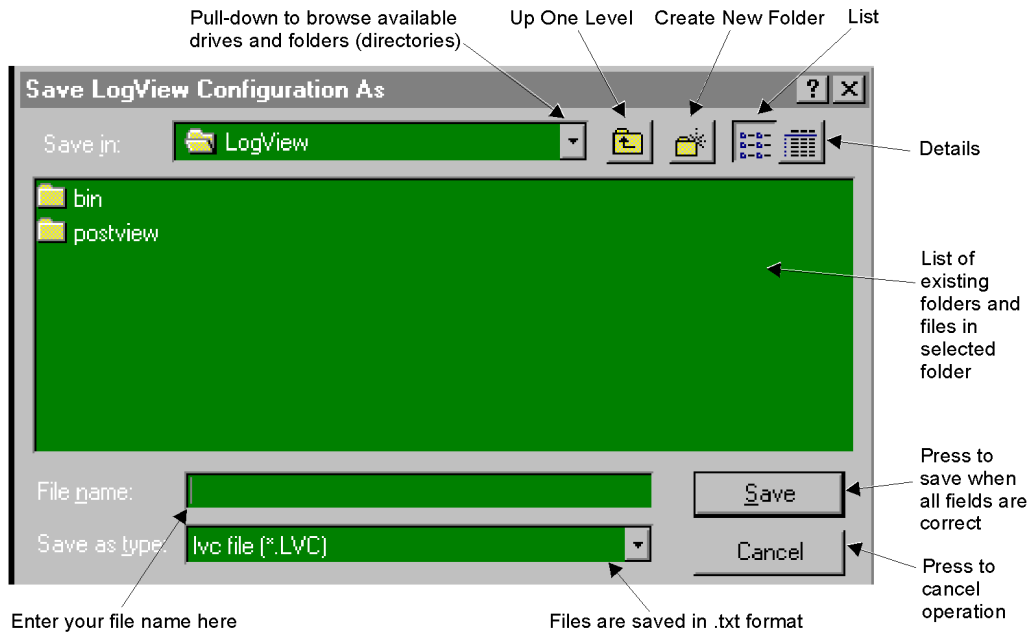 Pull-down to browse available
drives and folders (directories)
Up One Level
Create New Folder
List
Save LogView Configuration As
?
Save in:
LogView
Details
bin
postview
List of
existing
folders and
files in
selected
folder
File name:
Save
Press to
save when
all fields are
correct
Save as type:
lvc file (*.LVC)
Cancel
Press to
cancel
operation
Enter your file name here
Files are saved in .txt format